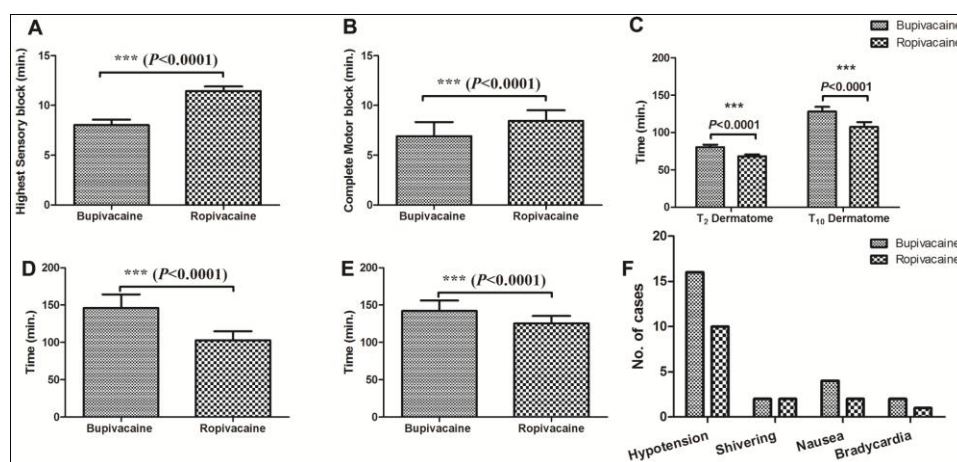 A
Highest Sensory block (min.)
15
10
5
0
*** (P<0.0001)
Bupivacaine
Ropivacaine
B
Complete Motor block (min.)
15
10
5
0
*** (P<0.0001)
Bupivacaine
Ropivacaine
C
Bupivacaine
Ropivacaine
Time (min.)
200
150
100
50
0
***
P<0.0001
***
P<0.0001
T2 Dermatome
T10 Dermatome
D
Time (min.)
200
150
100
50
0
*** (P<0.0001)
Bupivacaine
Ropivacaine
E
Time (min.)
200
150
100
50
0
*** (P<0.0001)
Bupivacaine
Ropivacaine
F
Bupivacaine
Ropivacaine
No. of cases
20
15
10
5
0
Hypotension
Shivering
Nausea
Bradycardia